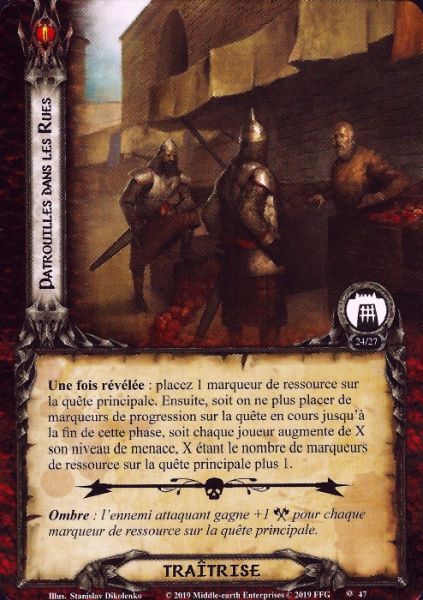 PATROUILLES DANS LES RUES
24/27
Une fois révélée : placez 1 marqueur de ressource sur
la quête principale. Ensuite, soit on ne plus placer de
marqueurs de progression sur la quête en cours jusqu'à
la fin de cette phase, soit chaque joueur augmente de X
son niveau de menace, X étant le nombre de marqueurs
de ressource sur la quête principale plus 1.
Ombre : l'ennemi attaquant gagne +1 pour chaque
marqueur de ressource sur la quête principale.
TRAÎTRISE
Illus. Stanislav Dikolenko © 2019 Middle-earth Enterprises © 2019 FFG 47